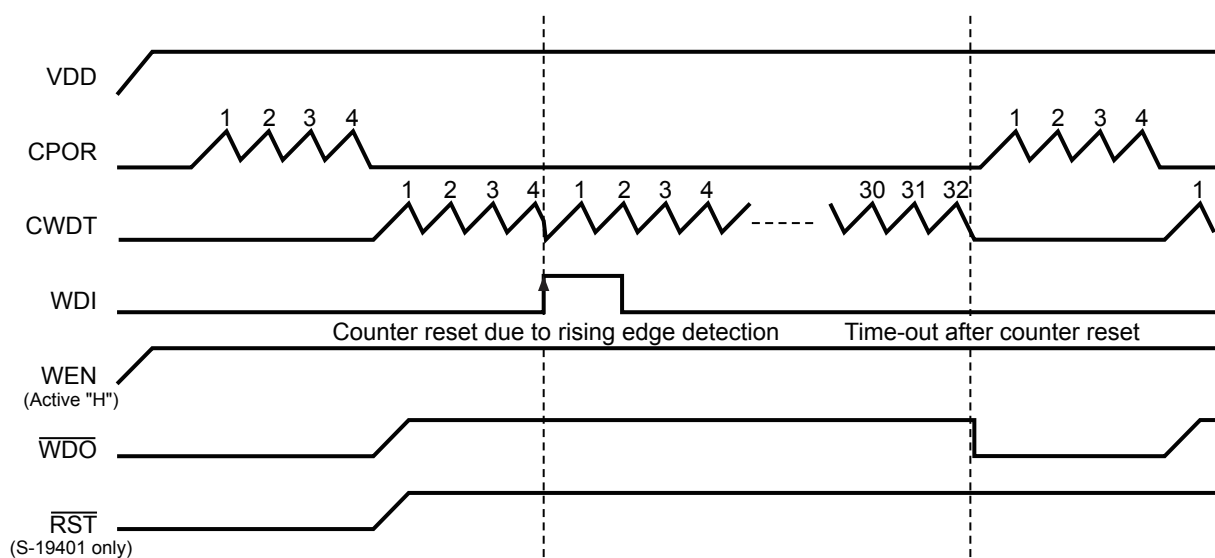 VDD
1 2 3 4 1 2 3 4
CPOR
1 2 3 4 1 2 3 4 30 31 32 1
CWDT
WDI
Counter reset due to rising edge detection Time-out after counter reset
WEN
(Active "H")
WDO
RST
(S-19401 only)